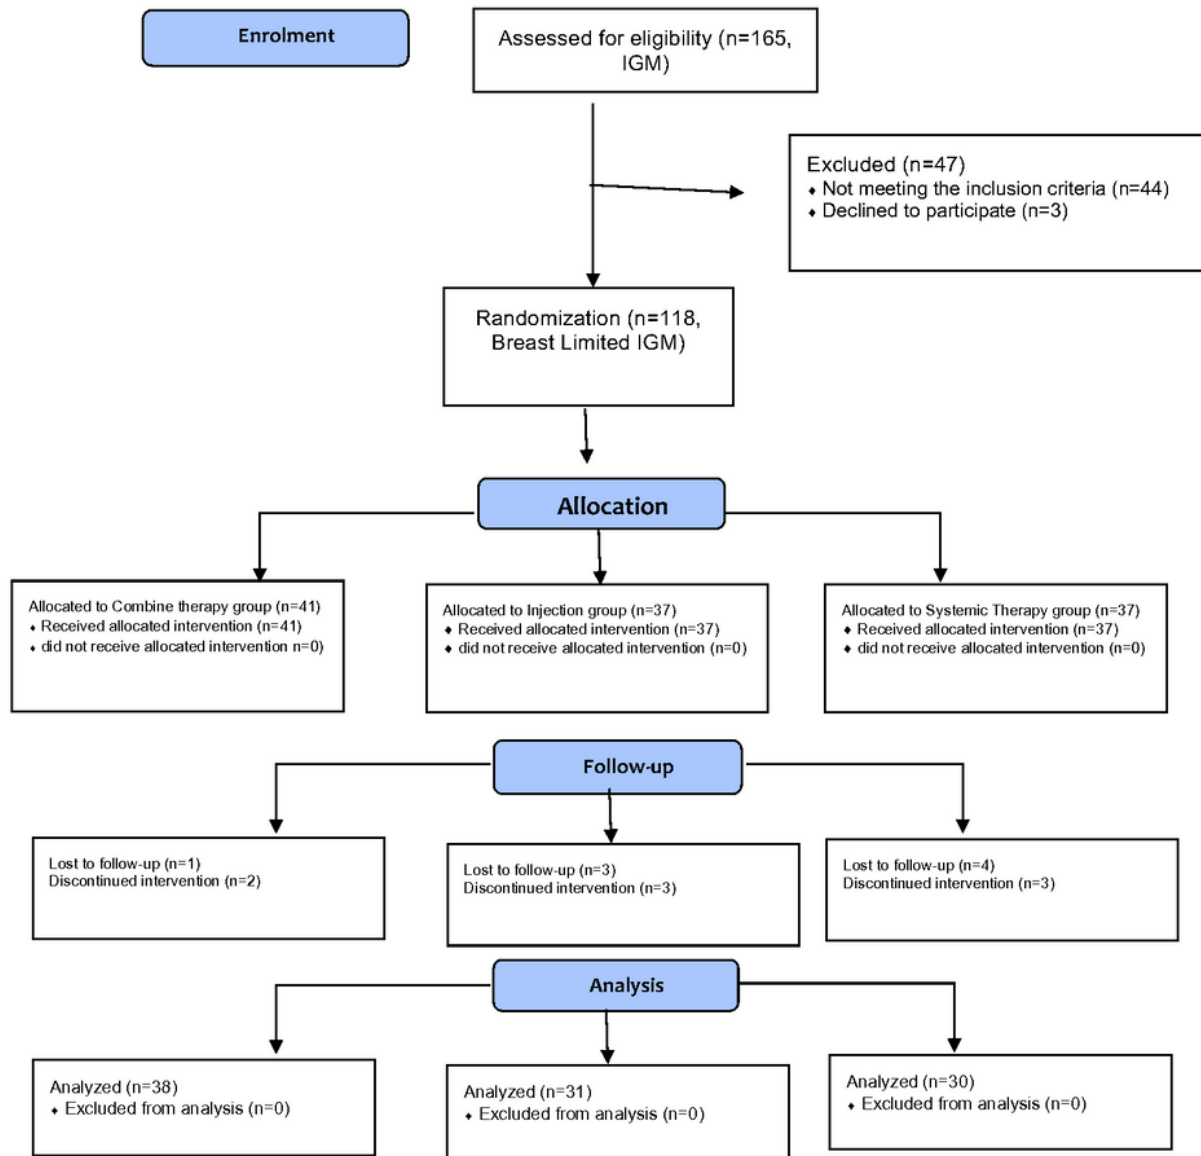 Enrolment
Assessed for eligibility (n=165,
IGM)
Excluded (n=47)
♦ Not meeting the inclusion criteria (n=44)
♦ Declined to participate (n=3)
Randomization (n=118,
Breast Limited IGM)
Allocation
Allocated to Combine therapy group (n=41)
♦ Received allocated intervention (n=41)
♦ did not receive allocated intervention n=0)
Allocated to Injection group (n=37)
♦ Received allocated intervention (n=37)
♦ did not receive allocated intervention (n=0)
Allocated to Systemic Therapy group (n=37)
♦ Received allocated intervention (n=37)
♦ did not receive allocated intervention (n=0)
Follow-up
Lost to follow-up (n=1)
Discontinued intervention (n=2)
Lost to follow-up (n=3)
Discontinued intervention (n=3)
Lost to follow-up (n=4)
Discontinued intervention (n=3)
Analysis
Analyzed (n=38)
♦ Excluded from analysis (n=0)
Analyzed (n=31)
♦ Excluded from analysis (n=0)
Analyzed (n=30)
♦ Excluded from analysis (n=0)